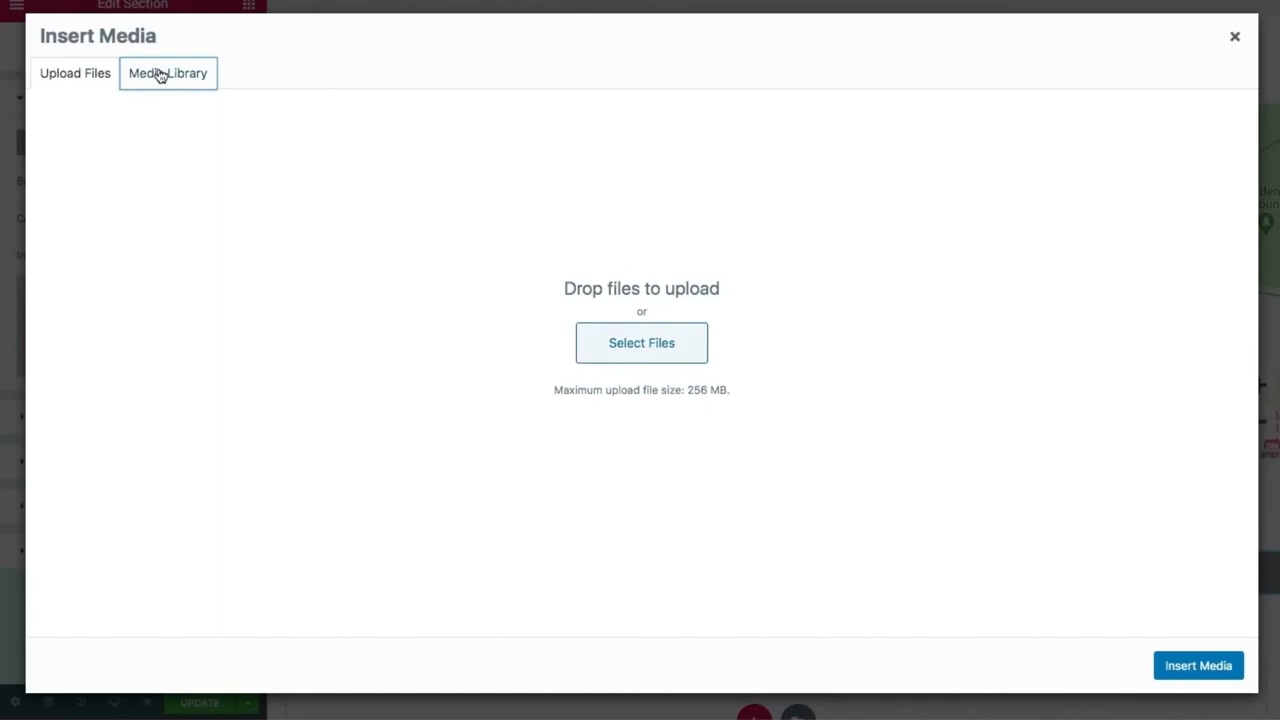 Edit Section
Insert Media
Upload Files
Media Library
Drop files to upload
or
Select Files
Maximum upload file size: 256 MB.
Insert Media
UPDATE